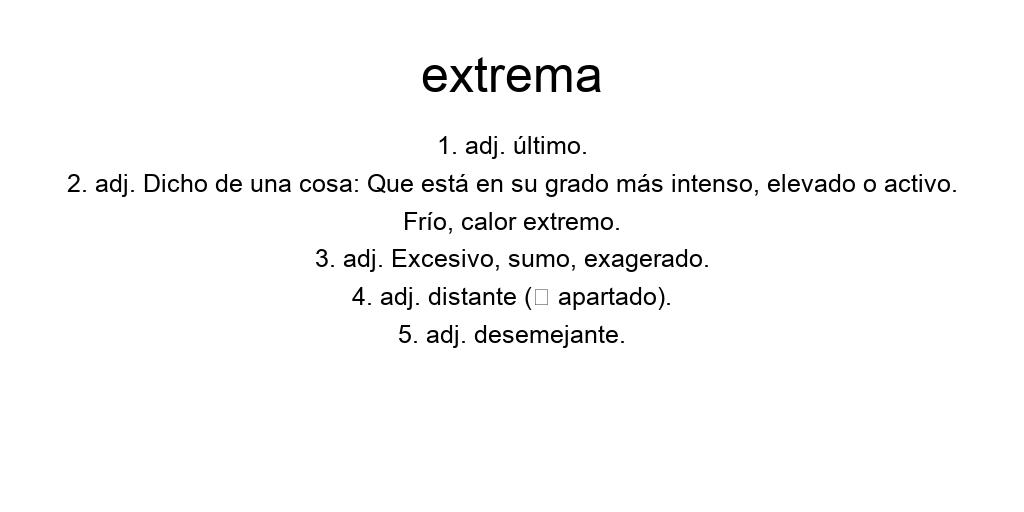 extrema
1. adj. último.
2. adj. Dicho de una cosa: Que está en su grado más intenso, elevado o activo.
Frío, calor extremo.
3. adj. Excesivo, sumo, exagerado.
4. adj. distante (□ apartado).
5. adj. desemejante.